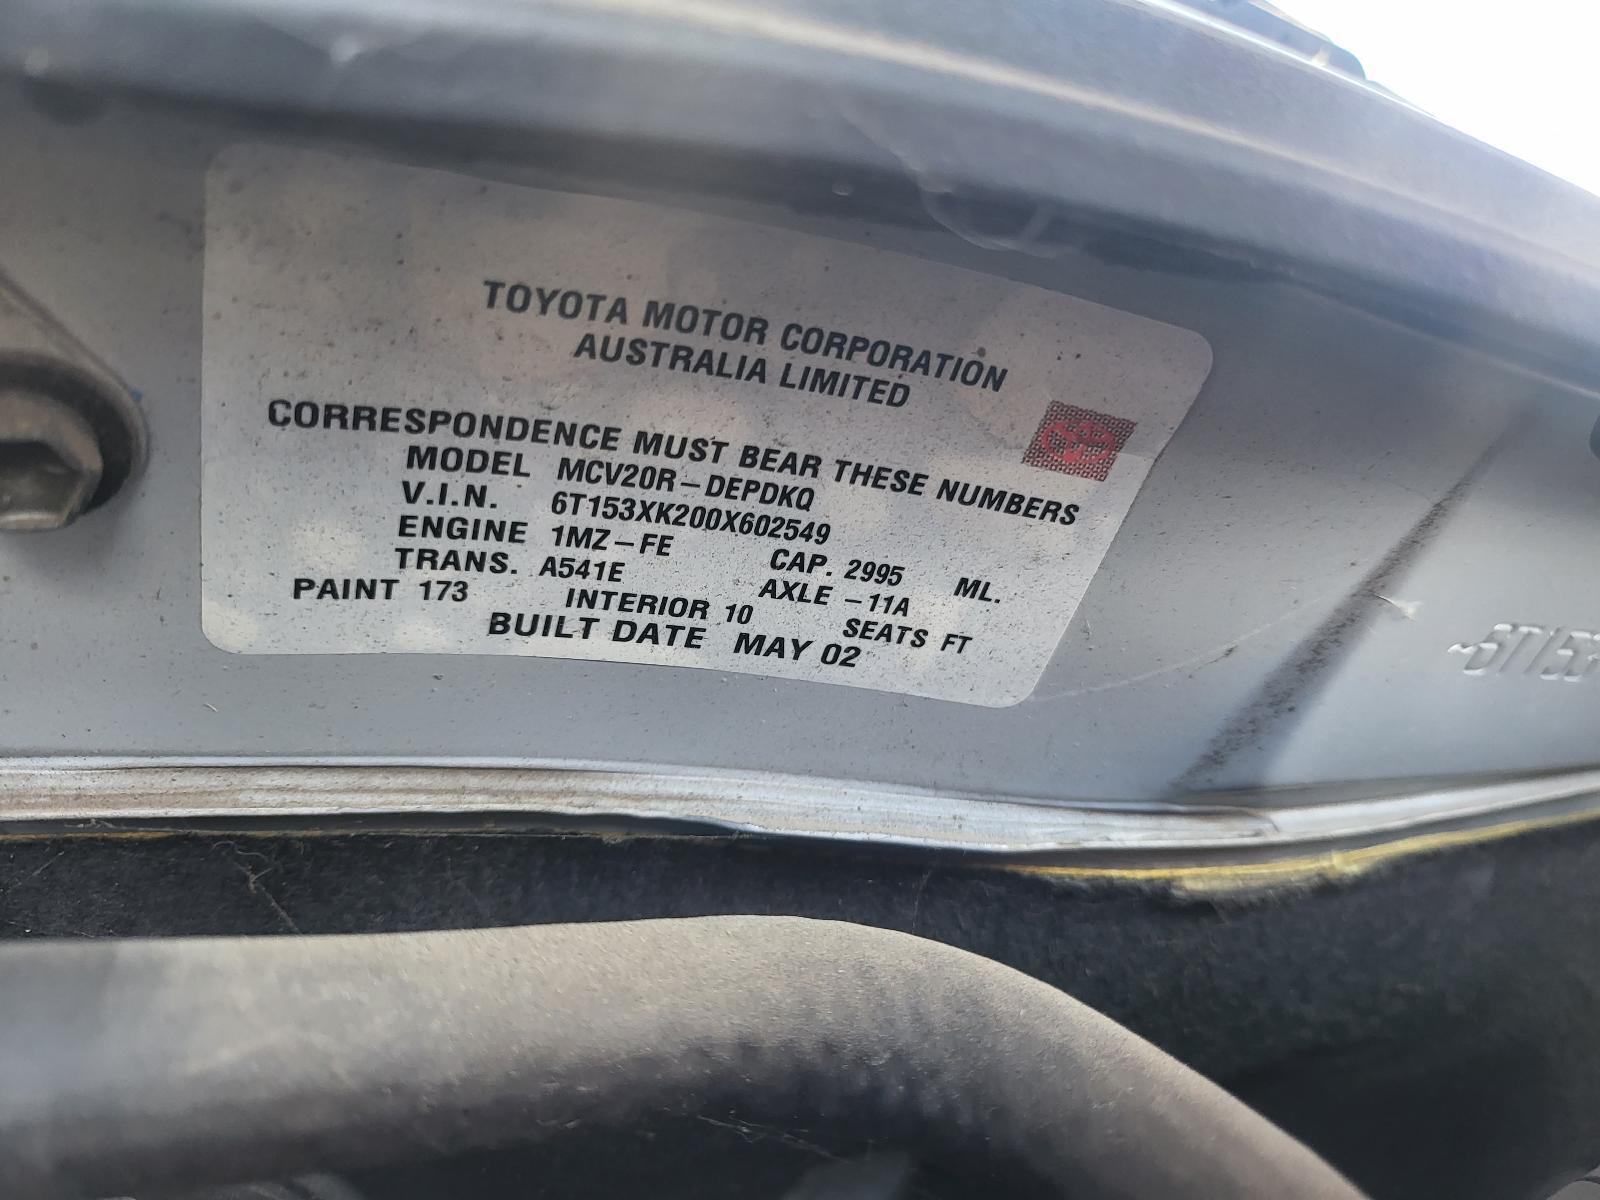 TOYOTA MOTOR CORPORATION
AUSTRALIA LIMITED
CORRESPONDENCE MUST BEAR THESE NUMBERS
MODEL MCV20R-DEPDKQ
V.I.N. 6T153XK200X602549
ENGINE 1MZ-FE CAP. 2995 ML.
TRANS. A541E AXLE -11A
PAINT 173 INTERIOR 10 SEATS FT
BUILT DATE MAY 02
6T153